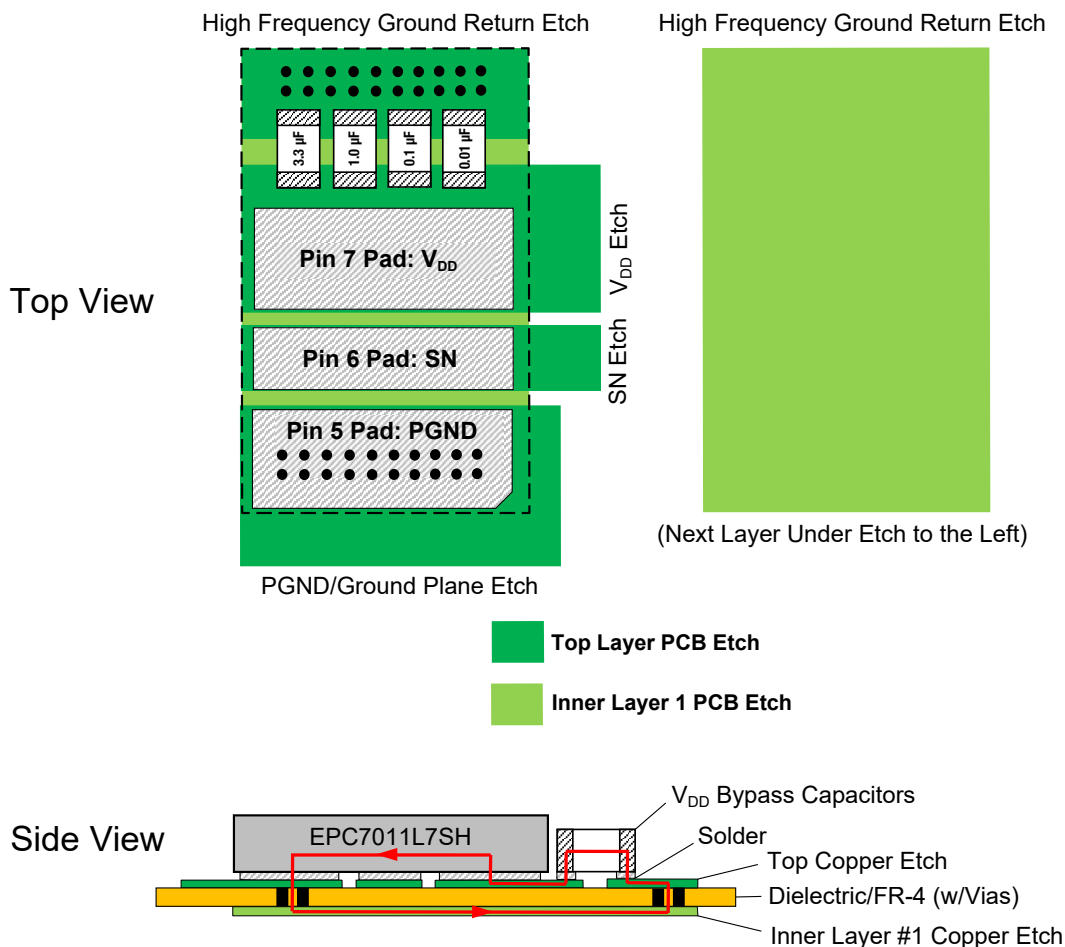 High Frequency Ground Return Etch
High Frequency Ground Return Etch
3.3 µF
1.0 µF
0.1 µF
0.01 µF
Top View
Pin 7 Pad: VDD
VDD Etch
Pin 6 Pad: SN
SN Etch
Pin 5 Pad: PGND
(Next Layer Under Etch to the Left)
PGND/Ground Plane Etch
Top Layer PCB Etch
Inner Layer 1 PCB Etch
Side View
EPC7011L7SH
VDD Bypass Capacitors
Solder
Top Copper Etch
Dielectric/FR-4 (w/Vias)
Inner Layer #1 Copper Etch